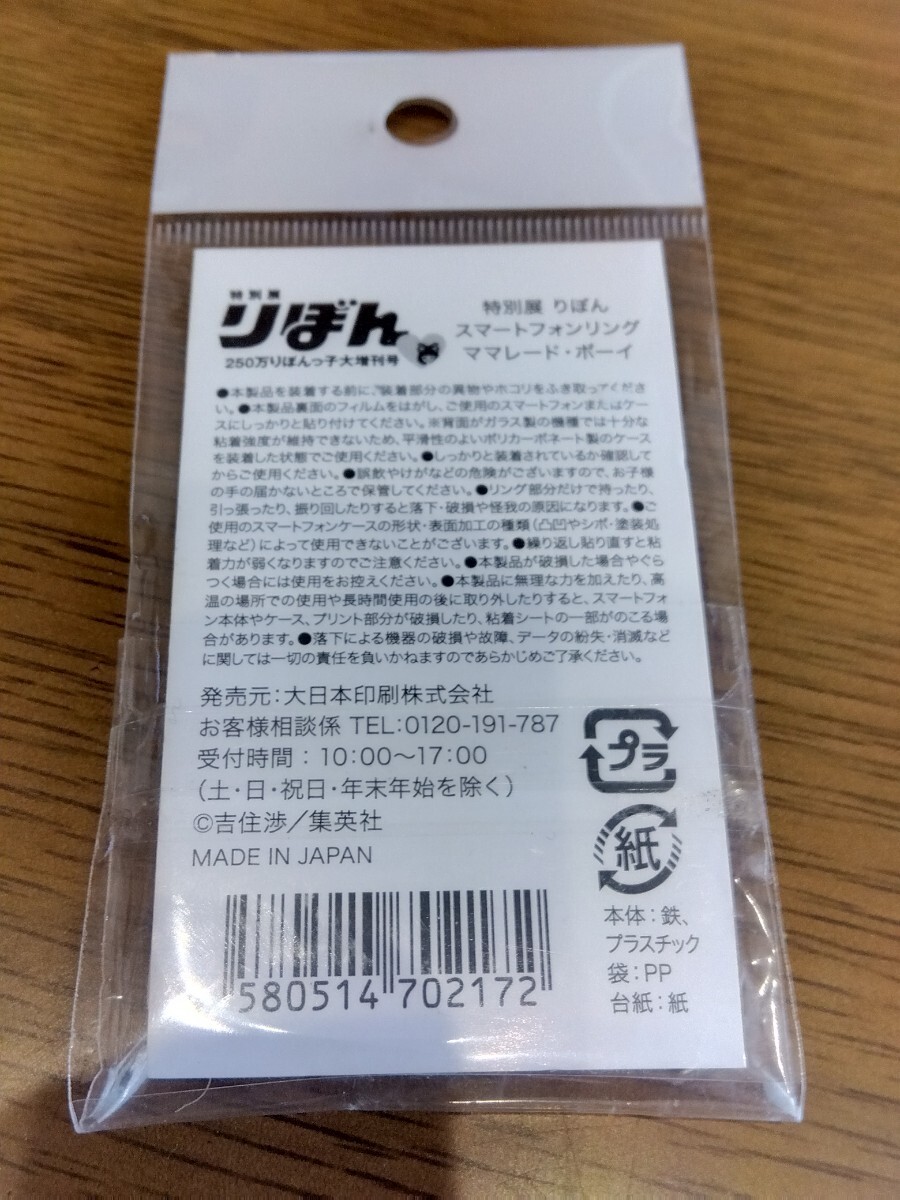 特別展
りぼん
250万りぼんっ子大増刊号
特別展 りぼん
スマートフォンリング
ママレード・ボーイ
●本製品を装着する前に、装着部分の異物やホコリをふき取ってくださ
い。●本製品裏面のフィルムをはがし、ご使用のスマートフォンまたはケー
スにしっかりと貼り付けてください。※背面がガラス製の機種では十分な
粘着強度が維持できないため、平滑性のよいポリカーボネート製のケース
を装着した状態でご使用ください。●しっかりと装着されているか確認して
からご使用ください。●誤飲やけがなどの危険がございますので、お子様
の手の届かないところで保管してください。●リング部分だけで持ったり、
引っ張ったり、振り回したりすると落下・破損や怪我の原因になります。●ご
使用のスマートフォンケースの形状・表面加工の種類(凸凹やシボ・塗装処
理など)によって使用できないことがございます。●繰り返し貼り直すと粘
着力が弱くなりますのでご注意ください。●本製品が破損した場合やぐら
つく場合には使用をお控えください。●本製品に無理な力を加えたり、高
温の場所での使用や長時間使用の後に取り外したりすると、スマートフォ
ン本体やケース、プリント部分が破損したり、粘着シートの一部がのこる場
合があります。●落下による機器の破損や故障、データの紛失・消滅など
に関しては一切の責任を負いかねますのであらかじめご了承ください。
発売元:大日本印刷株式会社
お客様相談係 TEL:0120-191-787
受付時間:10:00〜17:00
(土・日・祝日・年末年始を除く)
©吉住渉/集英社
MADE IN JAPAN
プラ
紙
本体:鉄、
プラスチック
袋:PP
台紙:紙
580514 702172